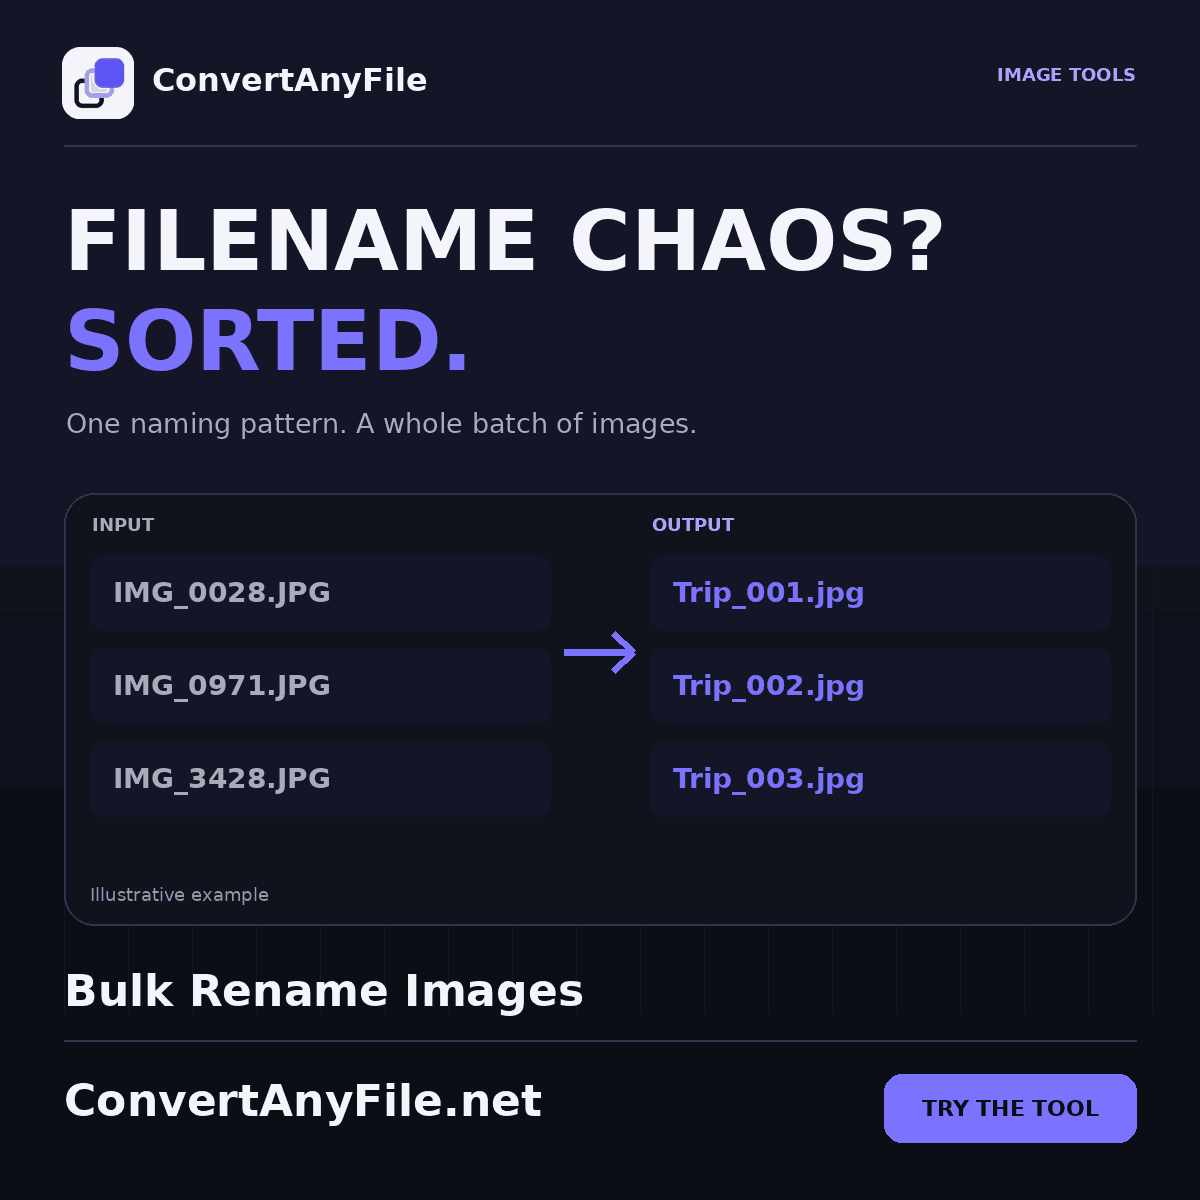 ConvertAnyFile
IMAGE TOOLS
FILENAME CHAOS?
SORTED.
One naming pattern. A whole batch of images.
INPUT
IMG_0028.JPG
IMG_0971.JPG
IMG_3428.JPG
OUTPUT
Trip_001.jpg
Trip_002.jpg
Trip_003.jpg
Illustrative example
Bulk Rename Images
ConvertAnyFile.net
TRY THE TOOL